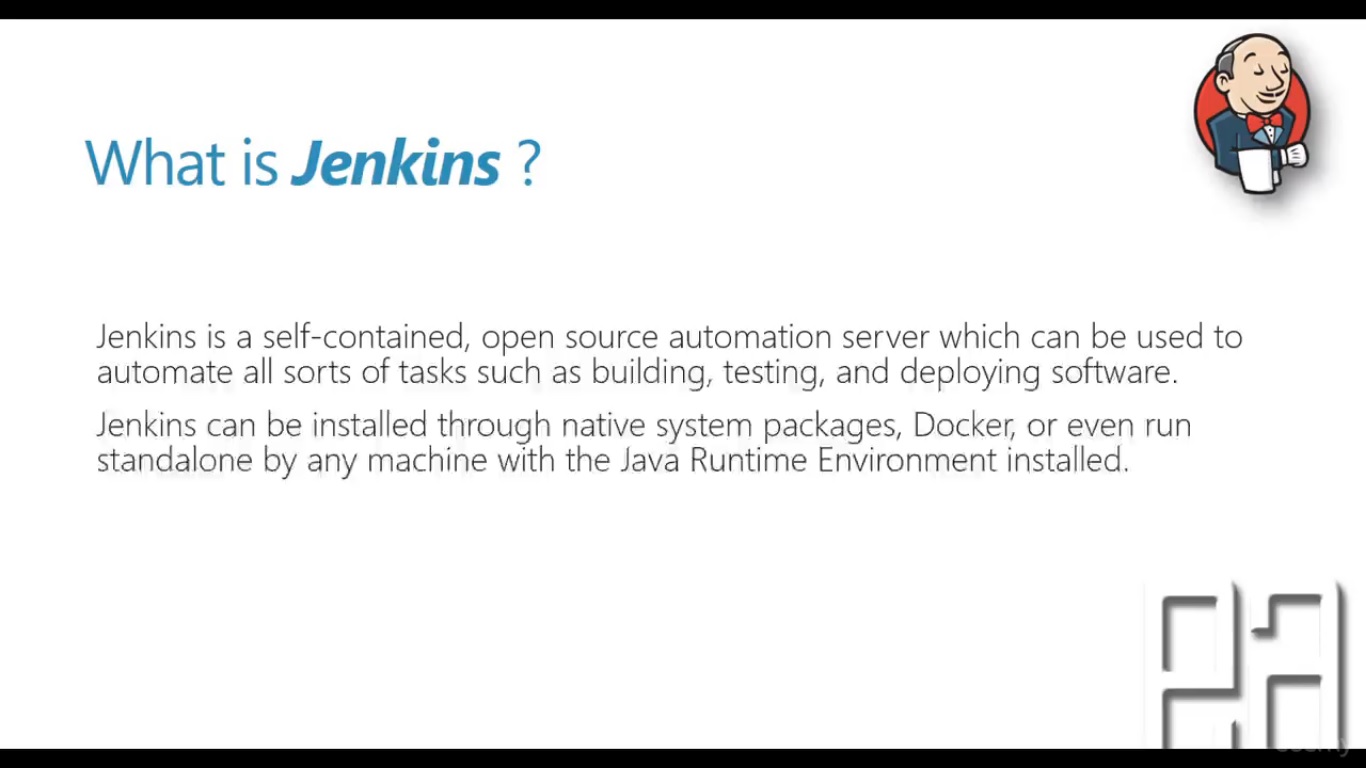 What is Jenkins ?
Jenkins is a self-contained, open source automation server which can be used to
automate all sorts of tasks such as building, testing, and deploying software.
Jenkins can be installed through native system packages, Docker, or even run
standalone by any machine with the Java Runtime Environment installed.